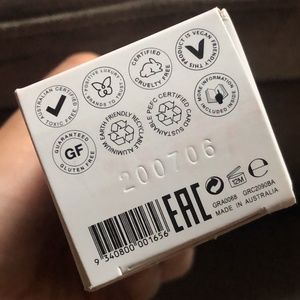 AUSTRALIAN CERTIFIED TOXIC FREE
POSITIVE LUXURY BRANDS TO TRUST
CERTIFIED CRUELTY FREE
THIS PRODUCT IS VEGAN FRIENDLY
GUARANTEED GLUTEN FREE
GF
EARTH FRIENDLY RECYCLABLE ALUMINIUM
SUSTAINABLE PEFC CERTIFIED CARD
MORE INFORMATION INSIDE
200706
9 340800 001656
EAC
12M
GRA0068 GRC2090BA
MADE IN AUSTRALIA